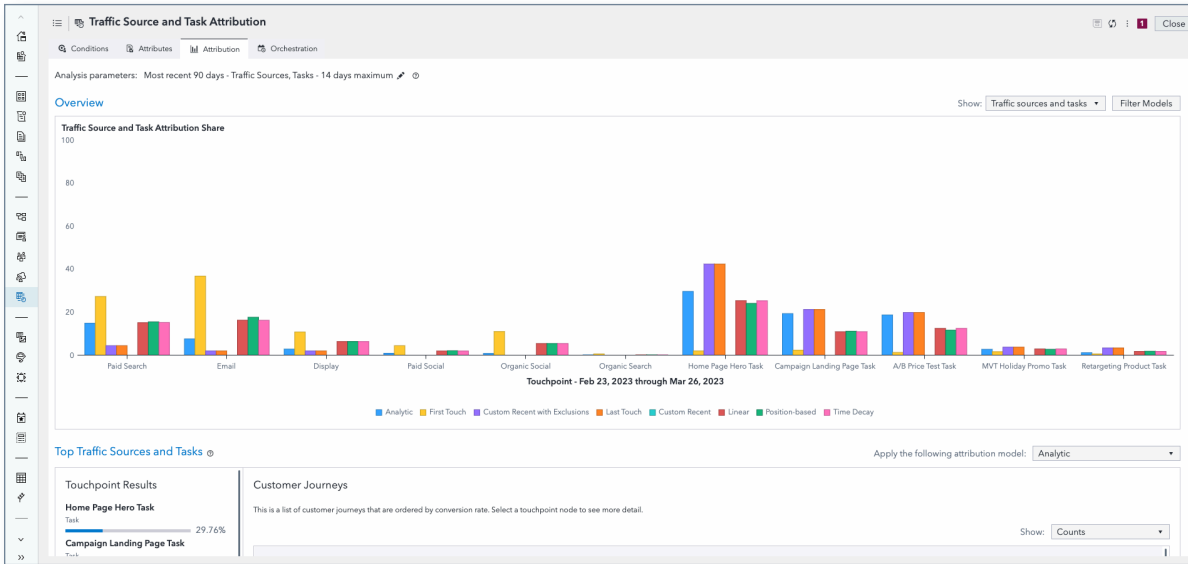 Traffic Source and Task Attribution
1
Close
Conditions
Attributes
Attribution
Orchestration
Analysis parameters: Most recent 90 days - Traffic Sources, Tasks - 14 days maximum
Overview
Show: Traffic sources and tasks
Filter Models
Traffic Source and Task Attribution Share
100
80
60
40
20
0
Paid Search
Email
Display
Paid Social
Organic Social
Organic Search
Home Page Hero Task
Campaign Landing Page Task
A/B Price Test Task
MVT Holiday Promo Task
Retargeting Product Task
Touchpoint - Feb 23, 2023 through Mar 26, 2023
Analytic
First Touch
Custom Recent with Exclusions
Last Touch
Custom Recent
Linear
Position-based
Time Decay
Top Traffic Sources and Tasks
Apply the following attribution model: Analytic
Touchpoint Results
Home Page Hero Task
Task
29.76%
Campaign Landing Page Task
Task
Customer Journeys
This is a list of customer journeys that are ordered by conversion rate. Select a touchpoint node to see more detail.
Show: Counts